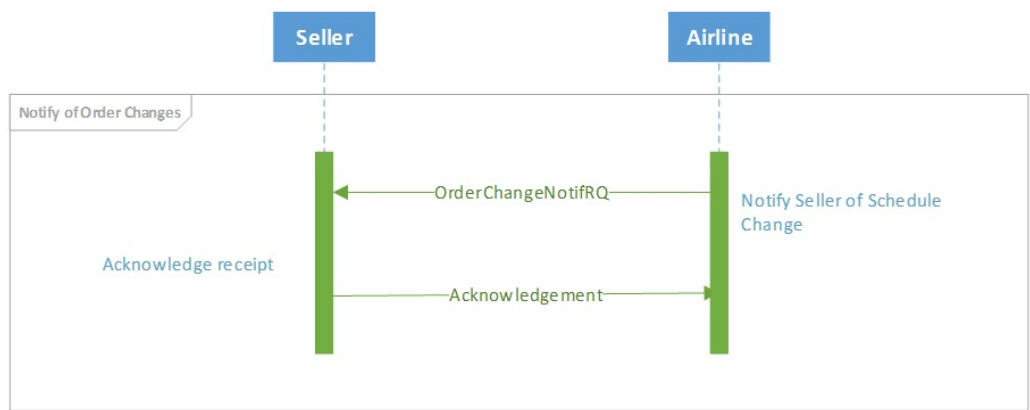 Seller
Airline
Notify of Order Changes
OrderChangeNotifRQ
Notify Seller of Schedule
Change
Acknowledge receipt
Acknowledgement